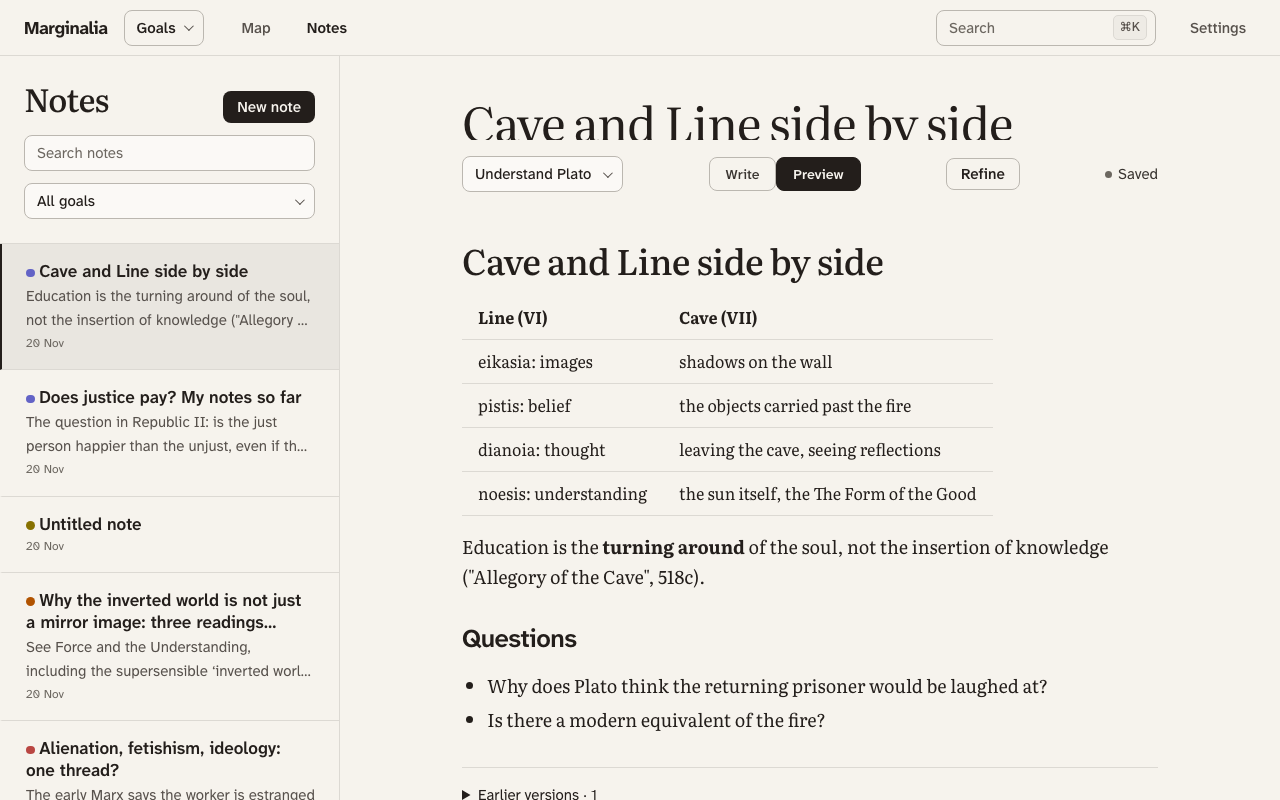 Marginalia Goals Map Notes Search ⌘K Settings
Notes
New note
Search notes
All goals
Cave and Line side by side
Education is the turning around of the soul,
not the insertion of knowledge ("Allegory ...
20 Nov
Does justice pay? My notes so far
The question in Republic II: is the just
person happier than the unjust, even if th...
20 Nov
Untitled note
20 Nov
Why the inverted world is not just
a mirror image: three readings...
See Force and the Understanding,
including the supersensible ‘inverted worl...
20 Nov
Alienation, fetishism, ideology:
one thread?
The early Marx says the worker is estranged
Cave and Line side by side
Understand Plato Write Preview Refine Saved
Cave and Line side by side
Line (VI) Cave (VII)
eikasia: images shadows on the wall
pistis: belief the objects carried past the fire
dianoia: thought leaving the cave, seeing reflections
noesis: understanding the sun itself, the The Form of the Good
Education is the turning around of the soul, not the insertion of knowledge
("Allegory of the Cave", 518c).
Questions
• Why does Plato think the returning prisoner would be laughed at?
• Is there a modern equivalent of the fire?
Earlier versions · 1